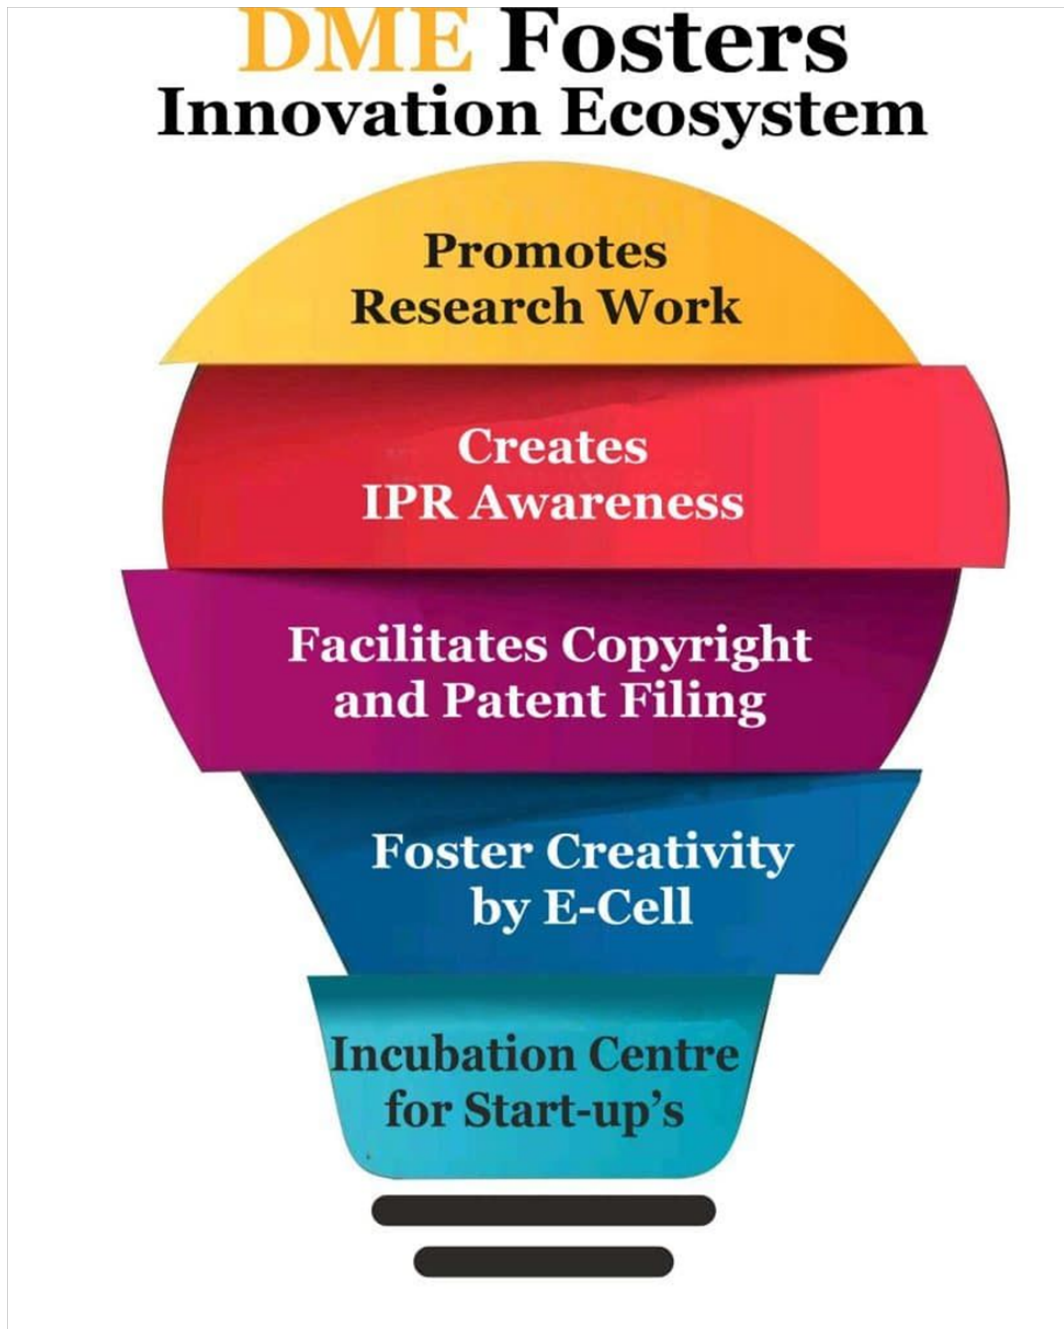 DME Fosters
Innovation Ecosystem
Promotes
Research Work
Creates
IPR Awareness
Facilitates Copyright
and Patent Filing
Foster Creativity
by E-Cell
Incubation Centre
for Start-up’s